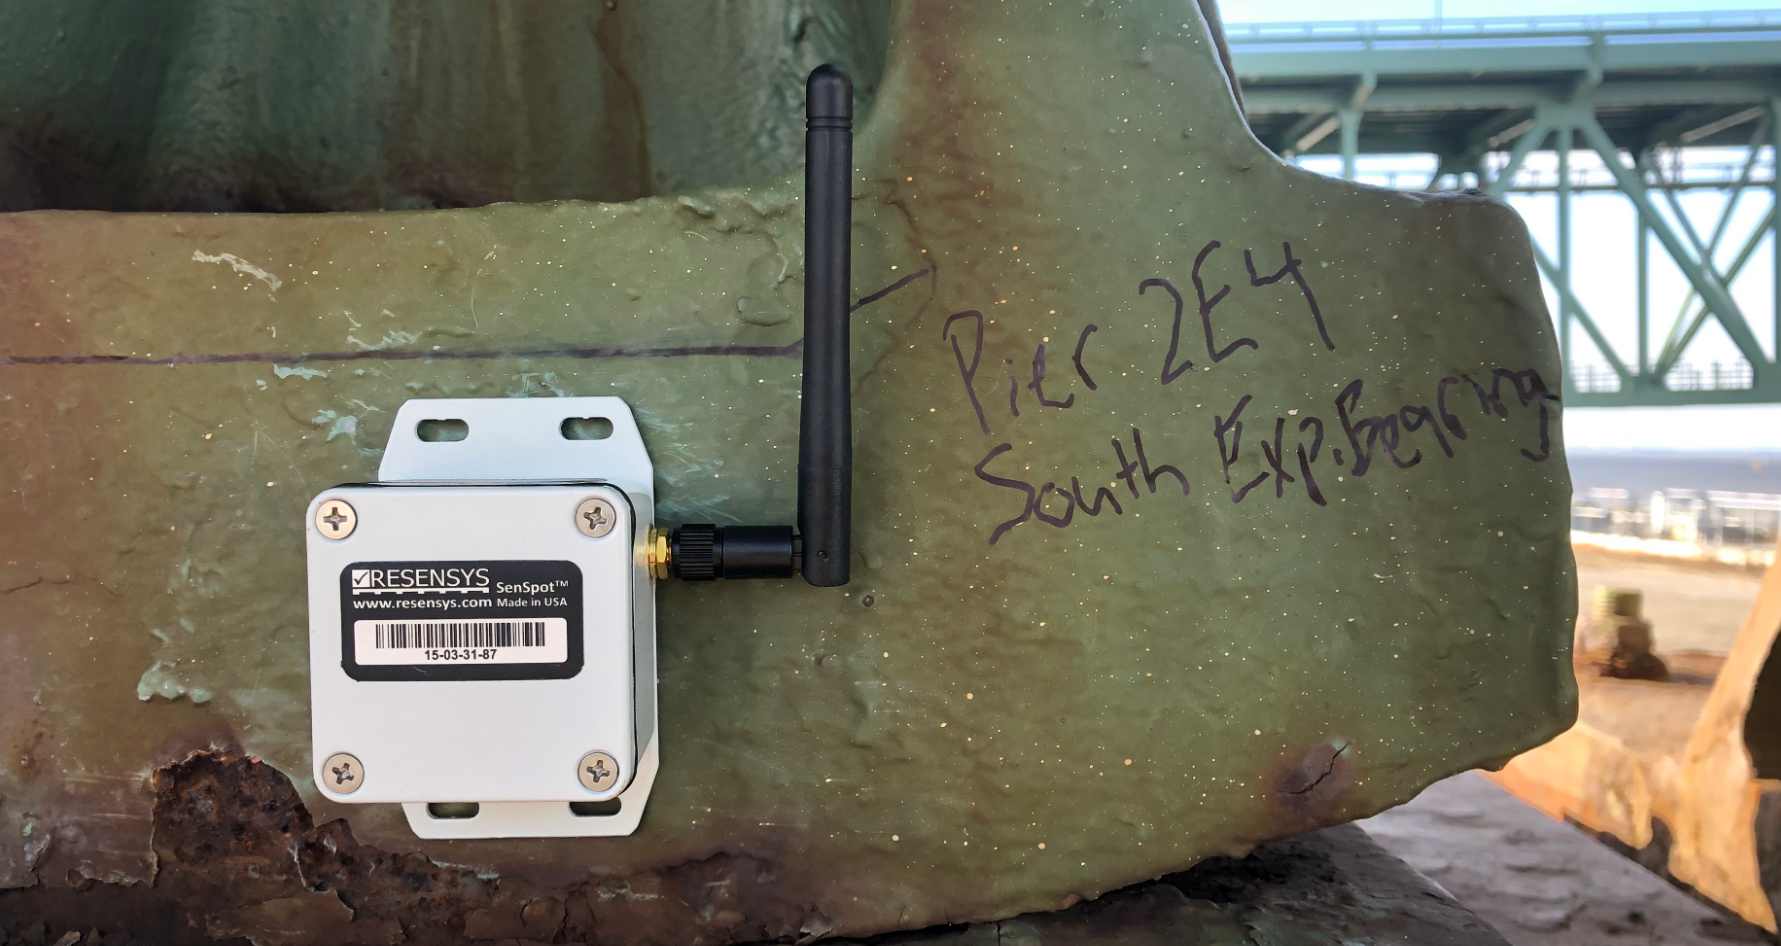 Pier 2E4
South Exp. Bearing
RESENSYS SenSpot™
www.resensys.com Made in USA
15-03-31-87